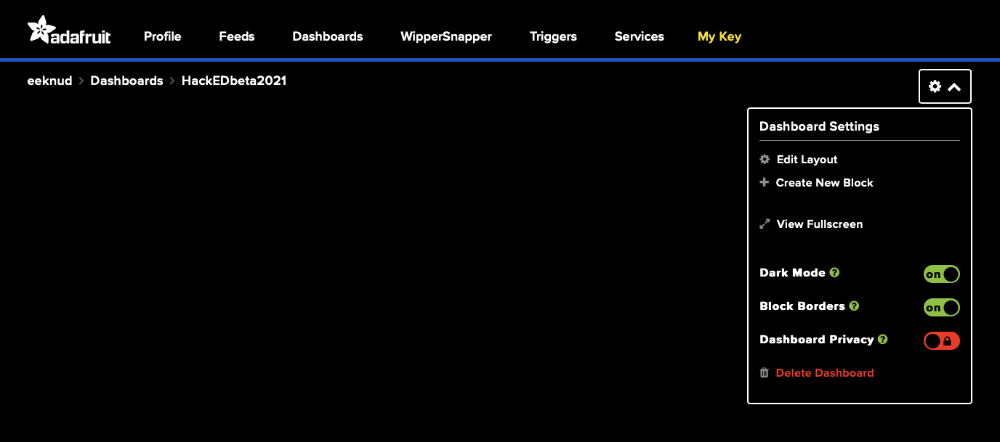 adafruit Profile Feeds Dashboards WipperSnapper Triggers Services My Key
eeknud > Dashboards > HackEDbeta2021
Dashboard Settings
Edit Layout
Create New Block
View Fullscreen
Dark Mode ? on
Block Borders ? on
Dashboard Privacy ?
Delete Dashboard